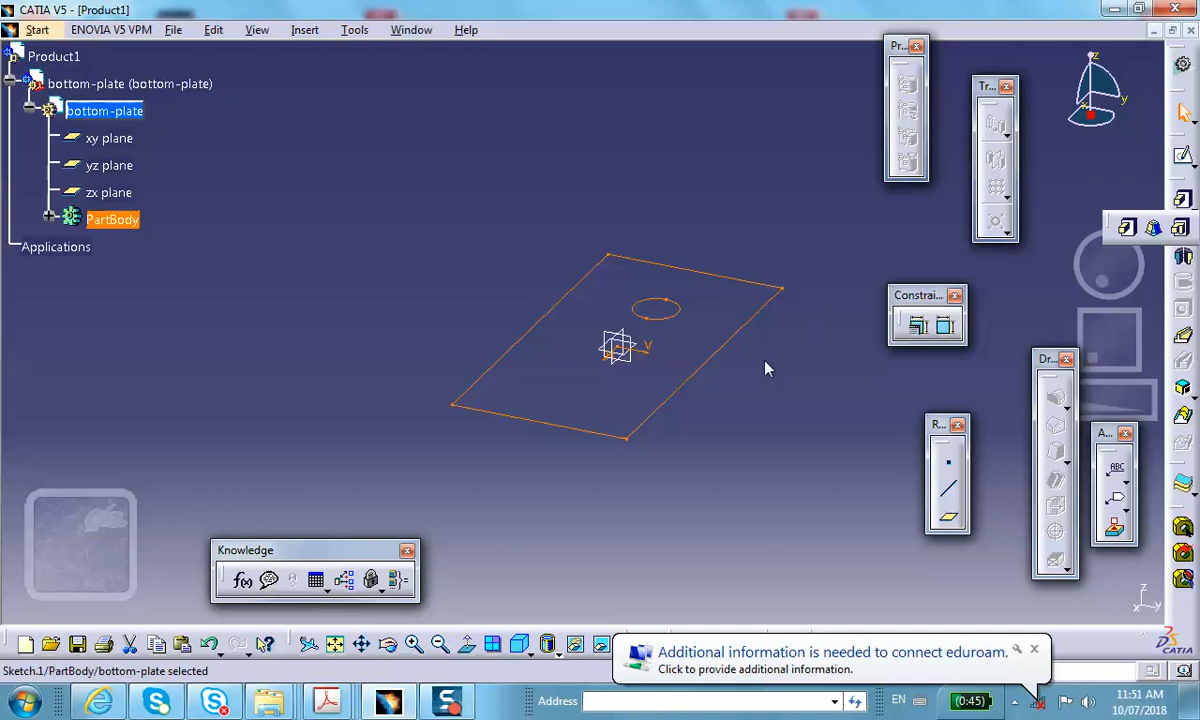 CATIA V5 - [Product1]
Start ENOVIA V5 VPM File Edit View Insert Tools Window Help
Product1
bottom-plate (bottom-plate)
bottom-plate
xy plane
yz plane
zx plane
PartBody
Applications
Pr...
Tr...
z
y
x
Constrai...
V
R...
Dr...
A...
ABC
Knowledge
f(x)
z
x y
CATIA
Additional information is needed to connect eduroam.
Click to provide additional information.
Sketch.1/PartBody/bottom-plate selected
Address
EN
(0:45)
11:51 AM
10/07/2018